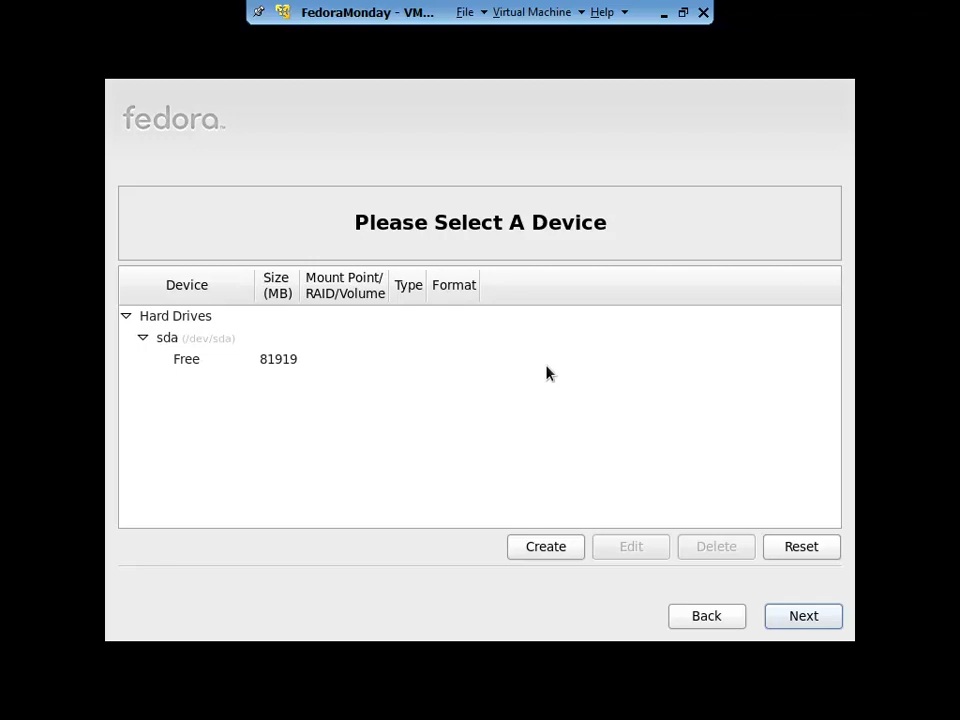 FedoraMonday - VM... File Virtual Machine Help
fedora
Please Select A Device
Device Size (MB) Mount Point/ RAID/Volume Type Format
Hard Drives
sda (/dev/sda)
Free 81919
Create Edit Delete Reset
Back Next